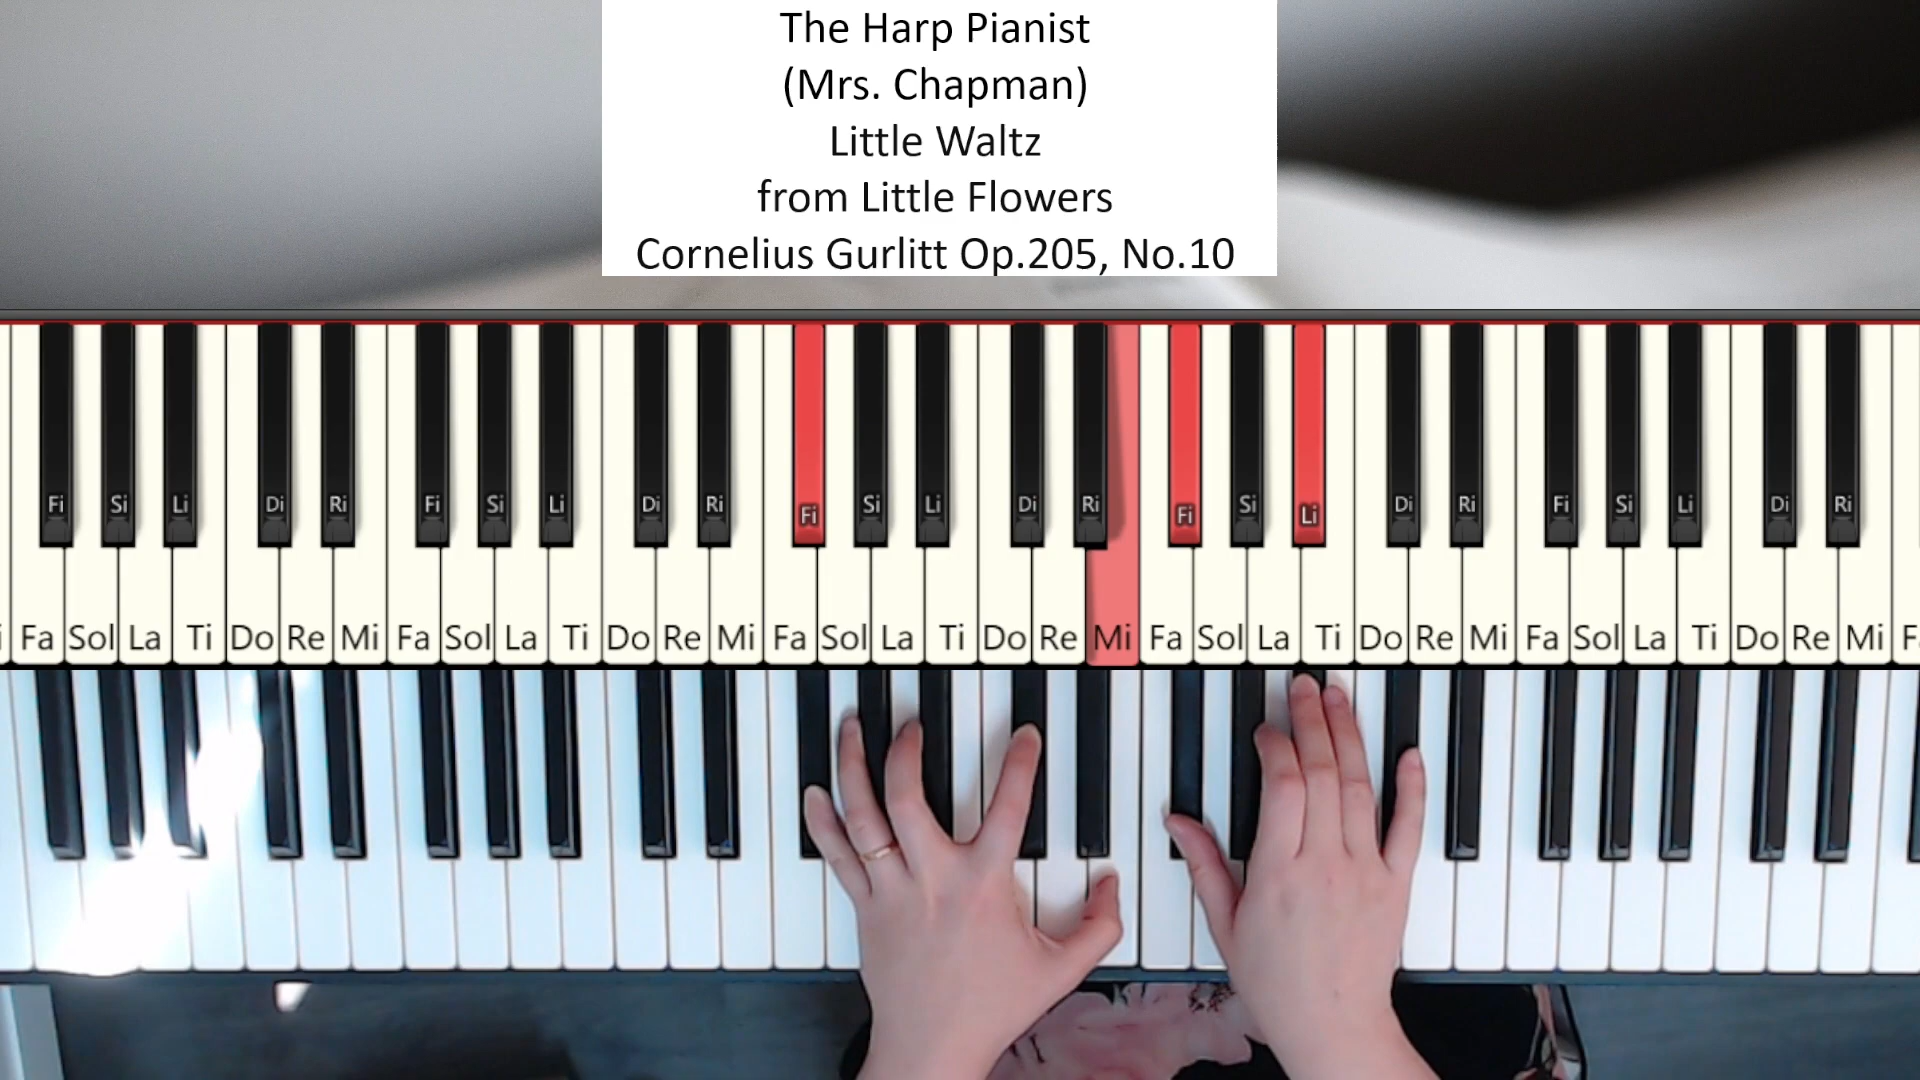 The Harp Pianist
(Mrs. Chapman)
Little Waltz
from Little Flowers
Cornelius Gurlitt Op.205, No.10
Fi Si Li Di Ri Fi Si Li Di Ri Fi Si Li Di Ri Fi Si Li Di Ri Fi Si Li Di Ri
Fa Sol La Ti Do Re Mi Fa Sol La Ti Do Re Mi Fa Sol La Ti Do Re Mi Fa Sol La Ti Do Re Mi Fa Sol La Ti Do Re Mi